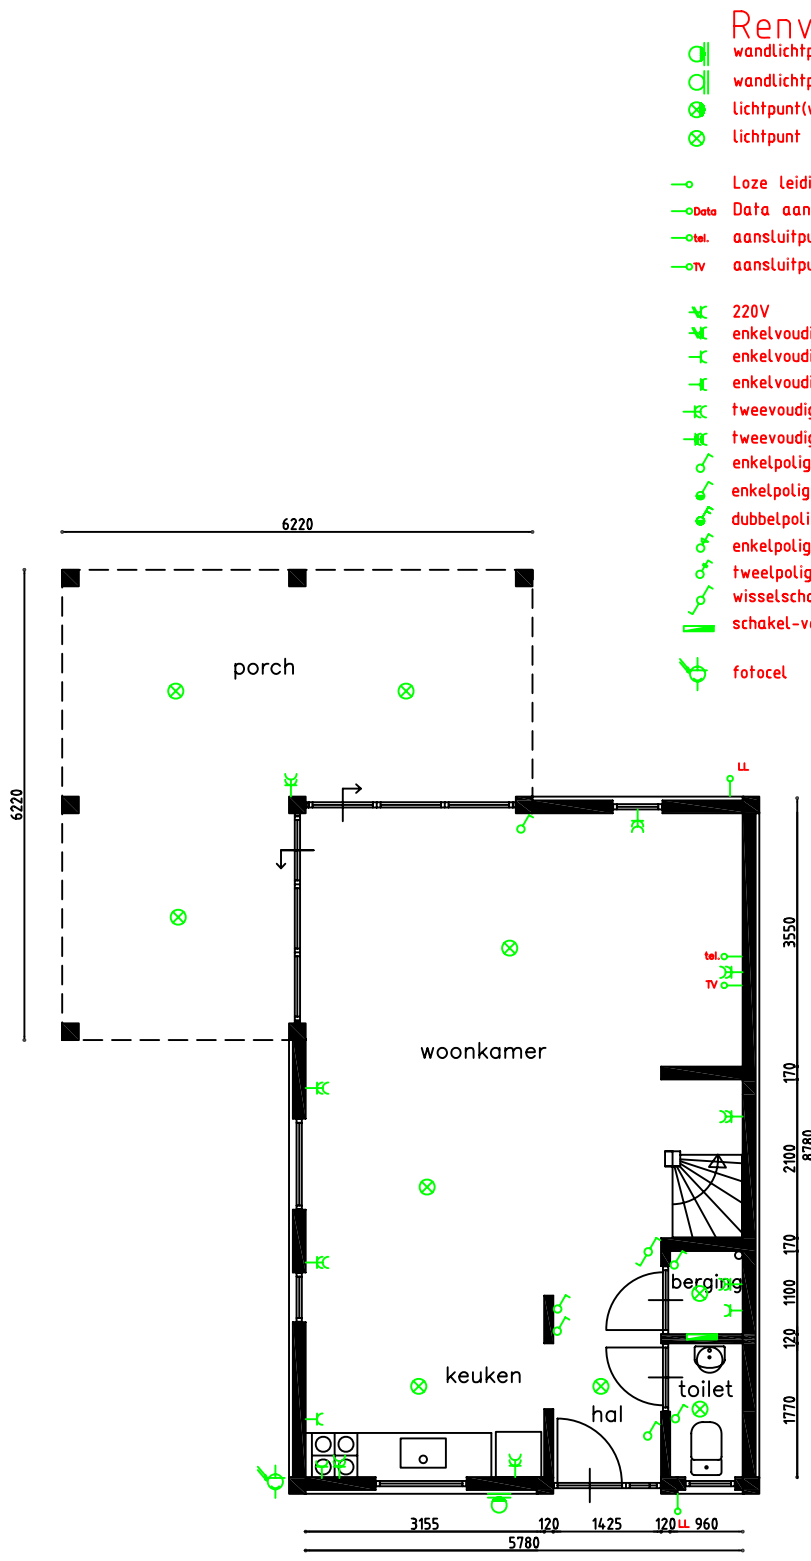 Renv
wandlichtp
wandlichtp
lichtpunt(v
lichtpunt
Loze leidi
Data Data aan
tel. aansluitpu
TV aansluitpu
220V
enkelvoudi
enkelvoudi
enkelvoudi
tweevoudig
tweevoudig
enkelpolig
enkelpolig
dubbelpoli
enkelpolig
tweelpolig
wisselscha
schakel-ve
fotocel
6220
porch
6220
LL
3550
tel.
TV
woonkamer
170
2100
8780
170
berging
1100
120
keuken
toilet
hal
1770
3155 120 1425 120 LL 960
5780